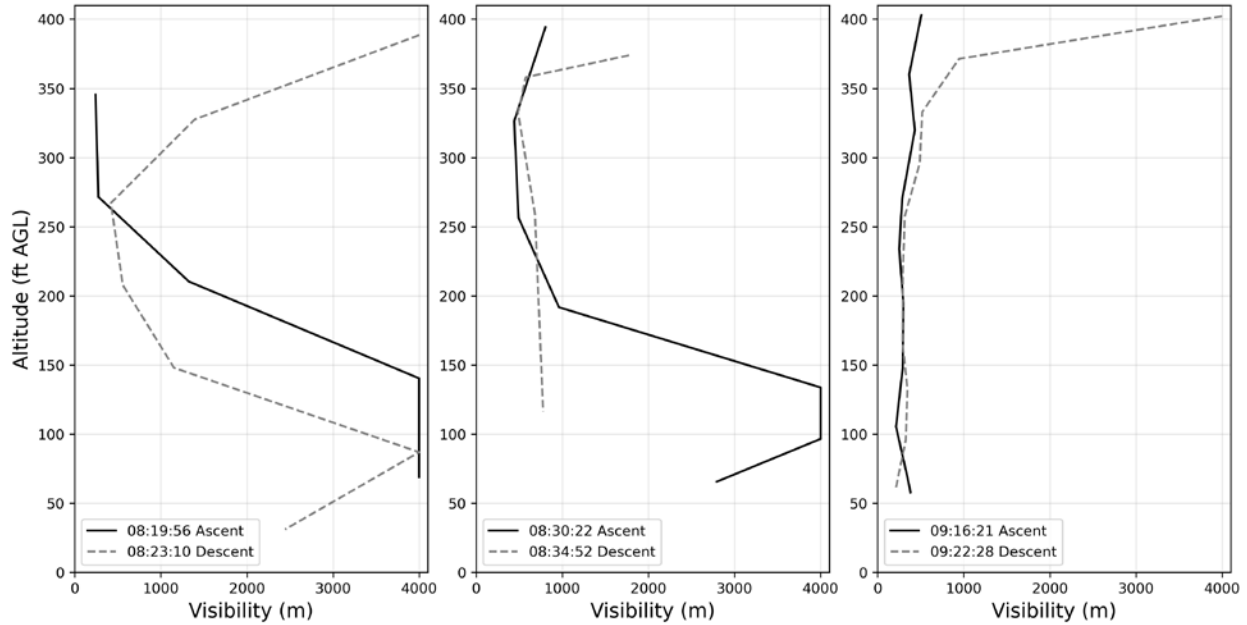 Altitude (ft AGL)
400
350
300
250
200
150
100
50
0
08:19:56 Ascent
08:23:10 Descent
0 1000 2000 3000 4000
Visibility (m)
400
350
300
250
200
150
100
50
0
08:30:22 Ascent
08:34:52 Descent
0 1000 2000 3000 4000
Visibility (m)
400
350
300
250
200
150
100
50
0
09:16:21 Ascent
09:22:28 Descent
0 1000 2000 3000 4000
Visibility (m)